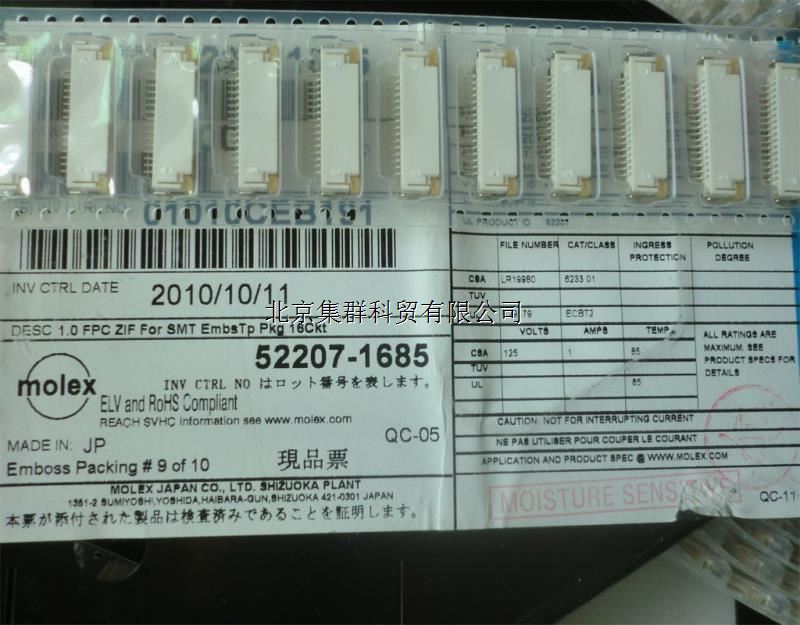 (S) INV CTRL NO 01010CEB191
INV CTRL DATE 2010/10/11
北京集群科贸有限公司
DESC 1.0 FPC ZIF For SMT EmbsTp Pkg 16Ckt
52207-1685
molex
INV CTRL NO はロット番号を表します。
ELV and RoHS Compliant
REACH SVHC information see www.molex.com
QC-05
MADE IN: JP
Emboss Packing # 9 of 10
現品票
MOLEX JAPAN CO., LTD. SHIZUOKA PLANT
1351-2 SUMIYOSHI,YOSHIDA,HAIBARA-GUN,SHIZUOKA 421-0301 JAPAN
本票が添付された製品は検査済みであることを証明します。
UL PRODUCT ID 52207
FILE NUMBER CAT/CLASS INGRESS PROTECTION POLLUTION DEGREE
CSA LR19980 6233 01
TUV
79 ECBT2
VOLTS AMPS TEMP
CSA 125 1 85
TUV
UL 85
ALL RATINGS ARE
MAXIMUM. SEE
PRODUCT SPECS FOR
DETAILS
CAUTION: NOT FOR INTERRUPTING CURRENT
NE PAS UTILISER POUR COUPER LE COURANT
APPLICATION AND PRODUCT SPEC @ WWW.MOLEX.COM
MOISTURE SENSITIVE
QC-11